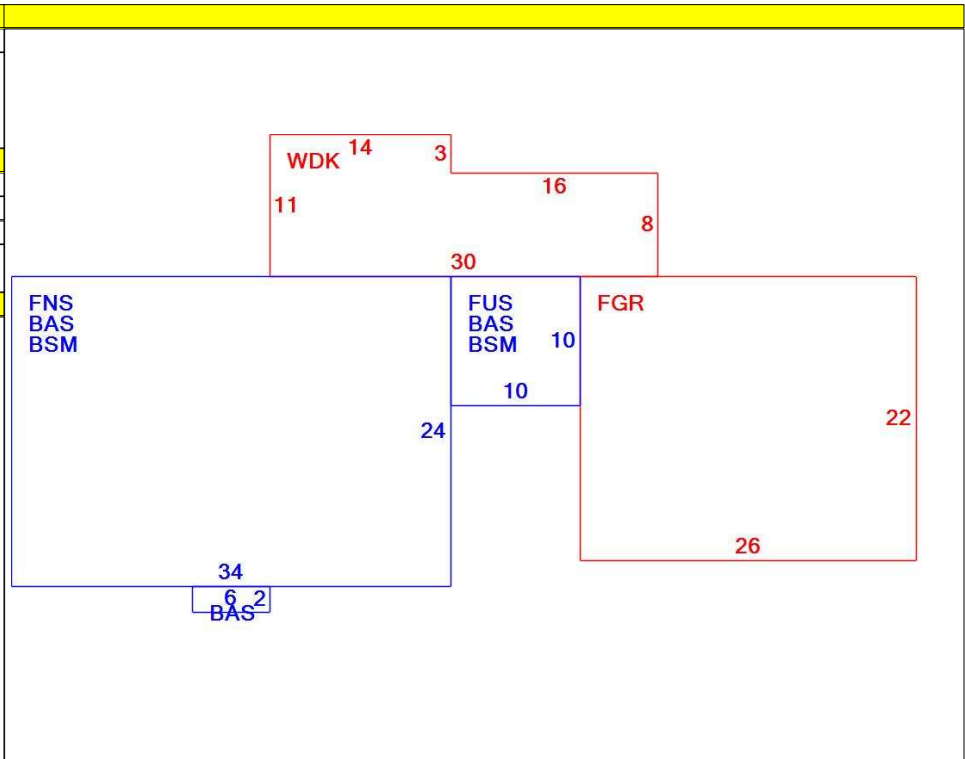 WDK 14 3
16
11
8
30
FNS
BAS
BSM
FUS
BAS
BSM
10
10
FGR
24
22
26
34
6 2
BAS